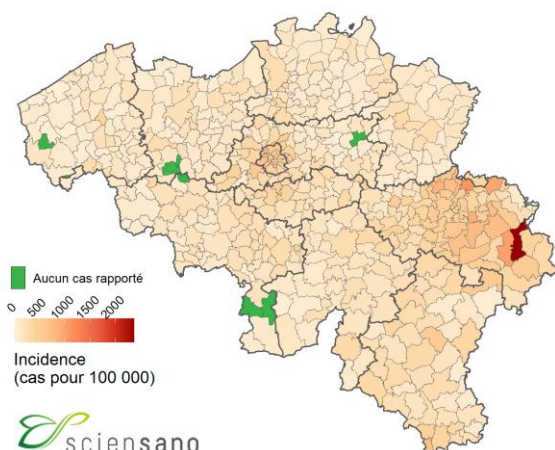 Aucun cas rapporté
0 500 1000 1500 2000
Incidence
(cas pour 100 000)
sciensano